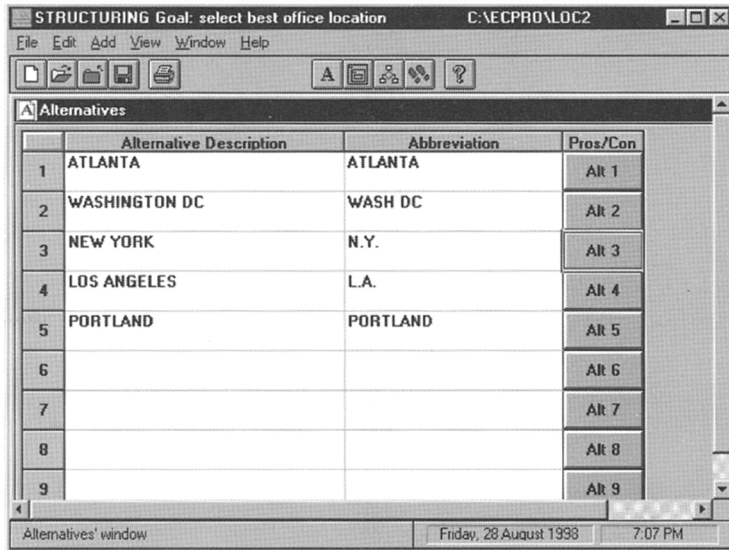 STRUCTURING Goal: select best office location C:\ECPRO\LOC2
File Edit Add View Window Help
A
A Alternatives
Alternative Description Abbreviation Pros/Con
1 ATLANTA ATLANTA Alt 1
2 WASHINGTON DC WASH DC Alt 2
3 NEW YORK N.Y. Alt 3
4 LOS ANGELES L.A. Alt 4
5 PORTLAND PORTLAND Alt 5
6 Alt 6
7 Alt 7
8 Alt 8
9 Alt 9
Alternatives' window Friday, 28 August 1998 7:07 PM